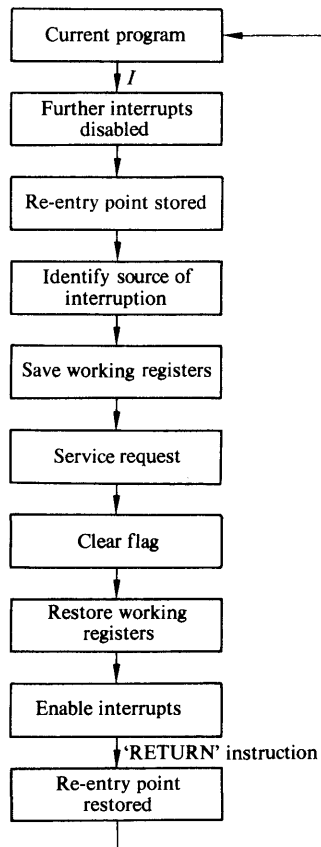 Current program
I
Further interrupts
disabled
Re-entry point stored
Identify source of
interruption
Save working registers
Service request
Clear flag
Restore working
registers
Enable interrupts
‘RETURN’ instruction
Re-entry point
restored